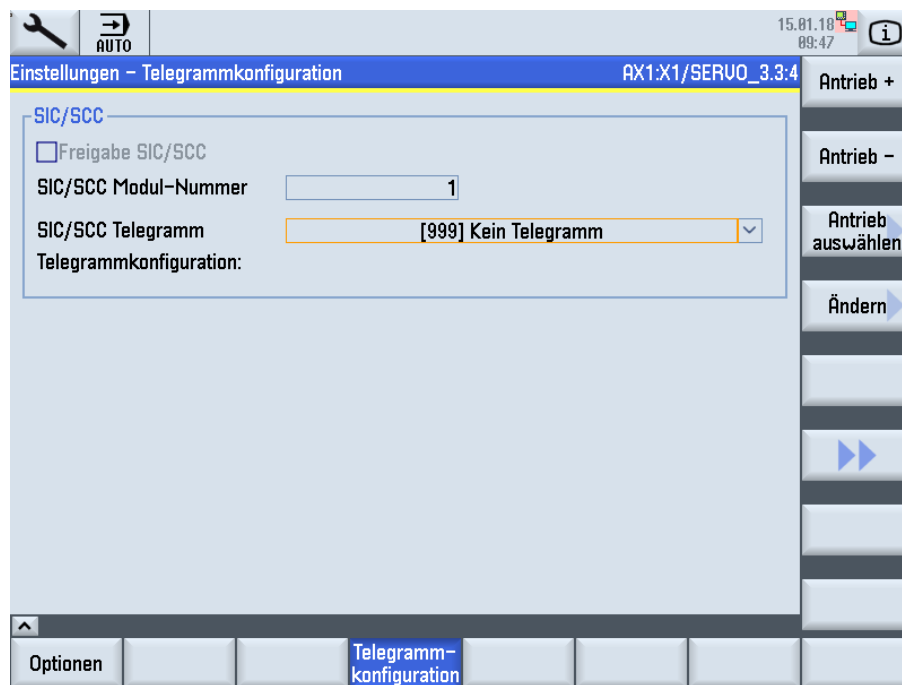 AUTO
15.01.18
09:47
Einstellungen - Telegrammkonfiguration
AX1:X1/SERVO_3.3:4
Antrieb +
SIC/SCC
Freigabe SIC/SCC
Antrieb -
SIC/SCC Modul-Nummer
1
SIC/SCC Telegramm
[999] Kein Telegramm
Antrieb
auswählen
Telegrammkonfiguration:
Ändern
Optionen
Telegramm-
konfiguration